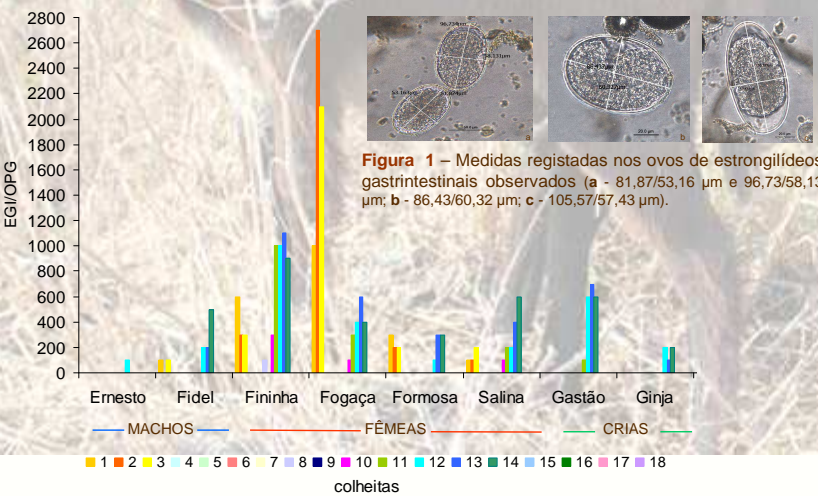 2800
2600
2400
2200
2000
1800
1600
1400
1200
1000
800
600
400
200
0
EGI/OPG
Figura 1 – Medidas registadas nos ovos de estrongilídeos
gastrintestinais observados (a - 81,87/53,16 µm e 96,73/58,13
µm; b - 86,43/60,32 µm; c - 105,57/57,43 µm).
Ernesto Fidel Fininha Fogaça Formosa Salina Gastão Ginja
MACHOS FÊMEAS CRIAS
1 2 3 4 5 6 7 8 9 10 11 12 13 14 15 16 17 18
colheitas